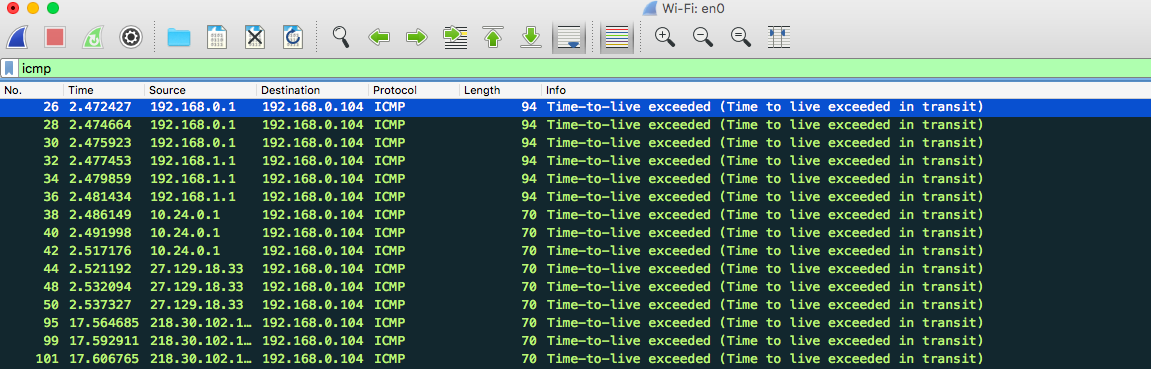 Wi-Fi: en0
icmp
No. Time Source Destination Protocol Length Info
26 2.472427 192.168.0.1 192.168.0.104 ICMP 94 Time-to-live exceeded (Time to live exceeded in transit)
28 2.474664 192.168.0.1 192.168.0.104 ICMP 94 Time-to-live exceeded (Time to live exceeded in transit)
30 2.475923 192.168.0.1 192.168.0.104 ICMP 94 Time-to-live exceeded (Time to live exceeded in transit)
32 2.477453 192.168.1.1 192.168.0.104 ICMP 94 Time-to-live exceeded (Time to live exceeded in transit)
34 2.479859 192.168.1.1 192.168.0.104 ICMP 94 Time-to-live exceeded (Time to live exceeded in transit)
36 2.481434 192.168.1.1 192.168.0.104 ICMP 94 Time-to-live exceeded (Time to live exceeded in transit)
38 2.486149 10.24.0.1 192.168.0.104 ICMP 70 Time-to-live exceeded (Time to live exceeded in transit)
40 2.491998 10.24.0.1 192.168.0.104 ICMP 70 Time-to-live exceeded (Time to live exceeded in transit)
42 2.517176 10.24.0.1 192.168.0.104 ICMP 70 Time-to-live exceeded (Time to live exceeded in transit)
44 2.521192 27.129.18.33 192.168.0.104 ICMP 70 Time-to-live exceeded (Time to live exceeded in transit)
48 2.532094 27.129.18.33 192.168.0.104 ICMP 70 Time-to-live exceeded (Time to live exceeded in transit)
50 2.537327 27.129.18.33 192.168.0.104 ICMP 70 Time-to-live exceeded (Time to live exceeded in transit)
95 17.564685 218.30.102.1… 192.168.0.104 ICMP 70 Time-to-live exceeded (Time to live exceeded in transit)
99 17.592911 218.30.102.1… 192.168.0.104 ICMP 70 Time-to-live exceeded (Time to live exceeded in transit)
101 17.606765 218.30.102.1… 192.168.0.104 ICMP 70 Time-to-live exceeded (Time to live exceeded in transit)